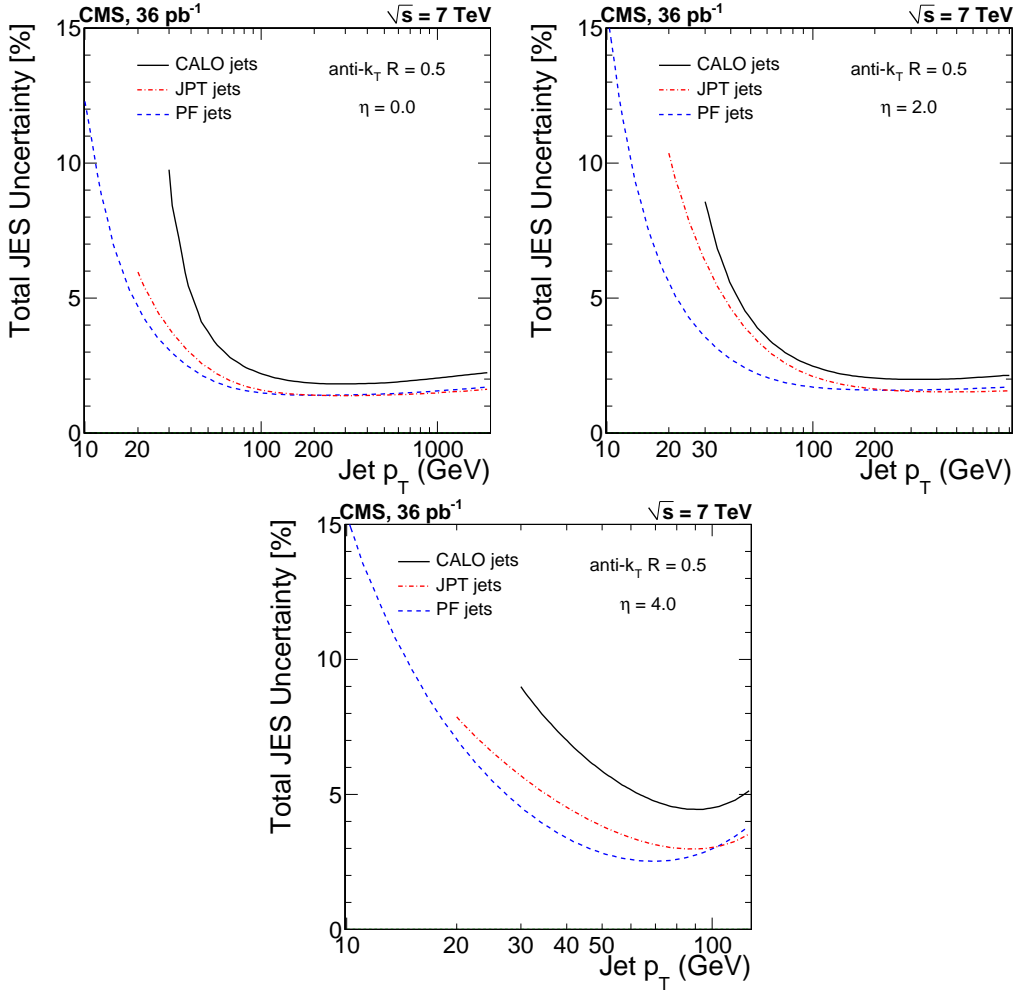 CMS, 36 pb⁻¹ √s = 7 TeV
Total JES Uncertainty [%]
15
10
5
0
CALO jets
JPT jets
PF jets
anti-k_T R = 0.5
η = 0.0
10 20 100 200 1000
Jet p_T (GeV)
CMS, 36 pb⁻¹ √s = 7 TeV
Total JES Uncertainty [%]
15
10
5
0
CALO jets
JPT jets
PF jets
anti-k_T R = 0.5
η = 2.0
10 20 30 100 200
Jet p_T (GeV)
CMS, 36 pb⁻¹ √s = 7 TeV
Total JES Uncertainty [%]
15
10
5
0
CALO jets
JPT jets
PF jets
anti-k_T R = 0.5
η = 4.0
10 20 30 40 50 100
Jet p_T (GeV)